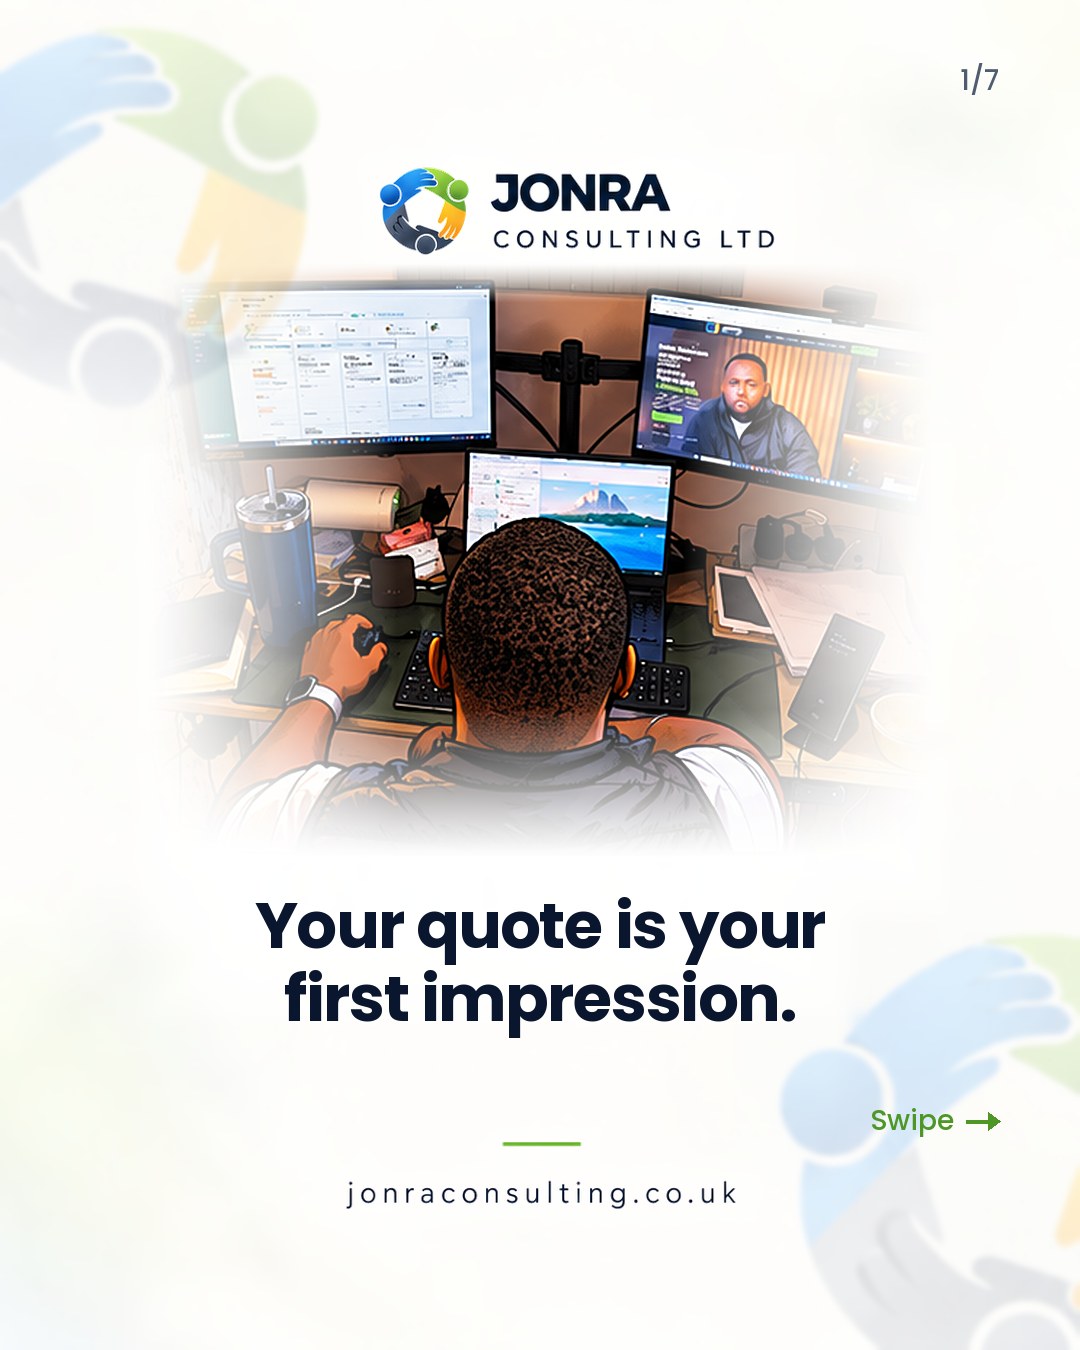 1/7
JONRA
CONSULTING LTD
Your quote is your
first impression.
Swipe
jonraconsulting.co.uk